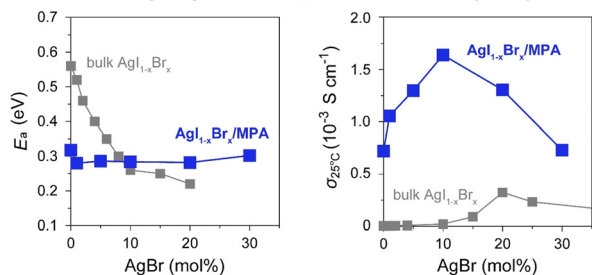 0.7
0.6
0.5
0.4
0.3
0.2
0.1
Eₐ (eV)
bulk AgI₁₋ₓBrₓ
AgI₁₋ₓBrₓ/MPA
0 10 20 30
AgBr (mol%)
2.0
1.5
1.0
0.5
0
σ₂₅°C (10⁻³ S cm⁻¹)
AgI₁₋ₓBrₓ/MPA
bulk AgI₁₋ₓBrₓ
0 10 20 30
AgBr (mol%)